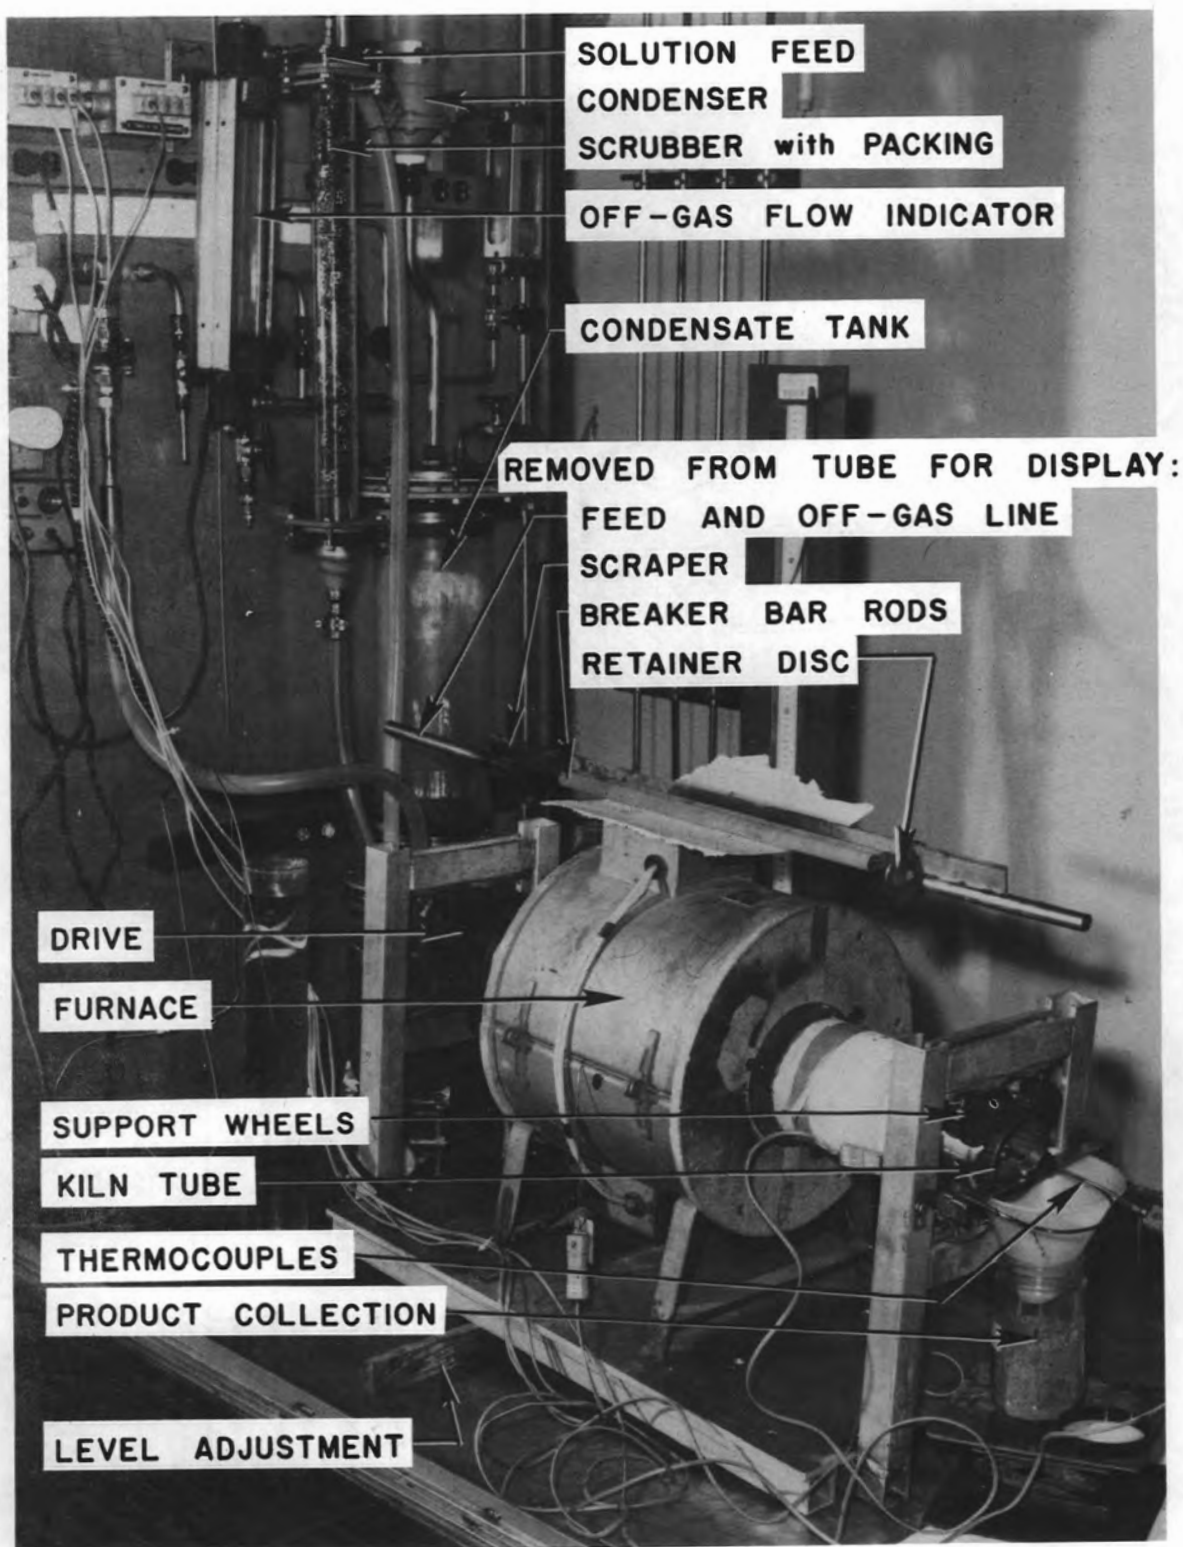 SOLUTION FEED
CONDENSER
SCRUBBER with PACKING
OFF-GAS FLOW INDICATOR
CONDENSATE TANK
REMOVED FROM TUBE FOR DISPLAY:
FEED AND OFF-GAS LINE
SCRAPER
BREAKER BAR RODS
RETAINER DISC
DRIVE
FURNACE
SUPPORT WHEELS
KILN TUBE
THERMOCOUPLES
PRODUCT COLLECTION
LEVEL ADJUSTMENT